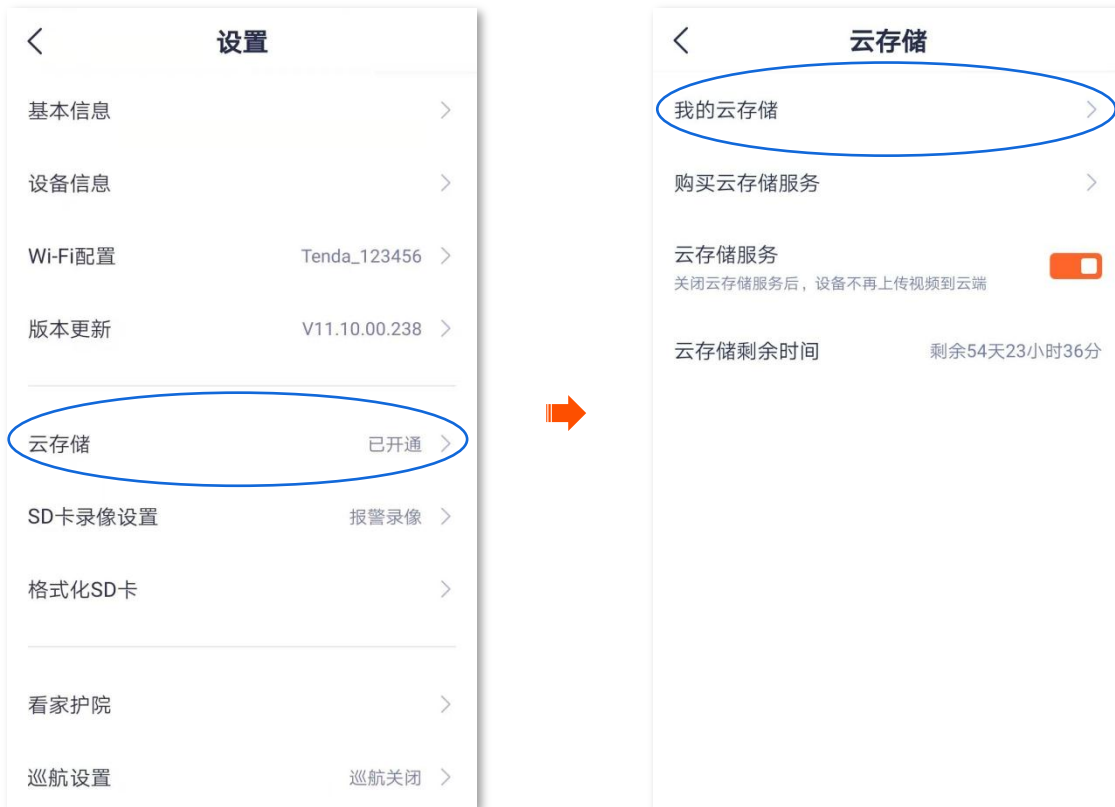 设置
基本信息
设备信息
Wi-Fi配置 Tenda_123456
版本更新 V11.10.00.238
云存储 已开通
SD卡录像设置 报警录像
格式化SD卡
看家护院
巡航设置 巡航关闭
云存储
我的云存储
购买云存储服务
云存储服务
关闭云存储服务后，设备不再上传视频到云端
云存储剩余时间 剩余54天23小时36分